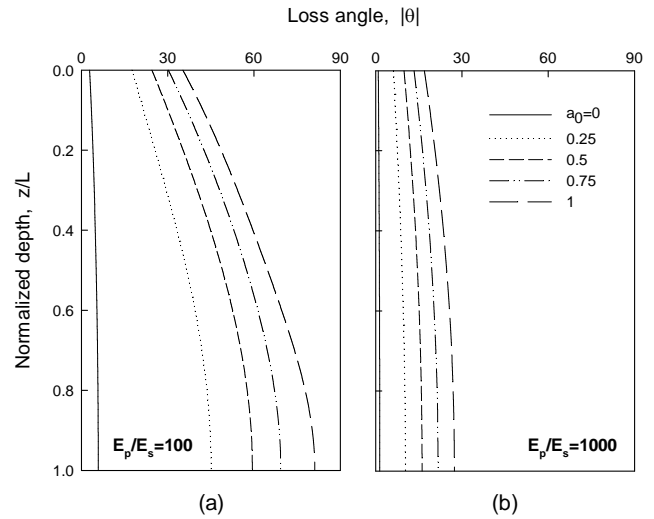 Loss angle, |θ|
0 30 60 90
0 30 60 90
Normalized depth, z/L
0.0
0.2
0.4
0.6
0.8
1.0
a0=0
0.25
0.5
0.75
1
Ep/Es=100
Ep/Es=1000
(a)
(b)